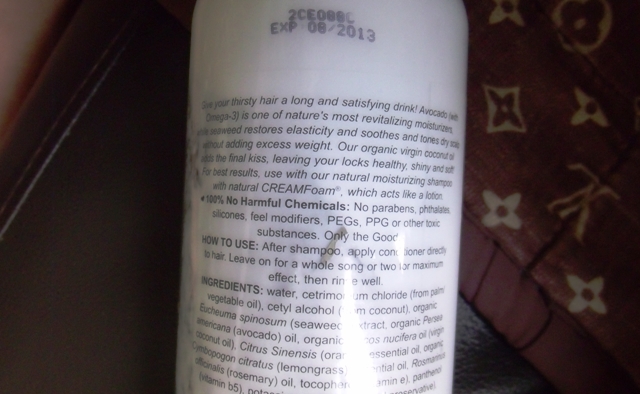 2CE088C
EXP 08/2013
Give your thirsty hair a long and satisfying drink! Avocado (with
Omega-3) is one of nature's most revitalizing moisturizers,
while seaweed restores elasticity and soothes and tones dry scalp
without adding excess weight. Our organic virgin coconut oil
adds the final kiss, leaving your locks healthy, shiny and soft!
For best results, use with our natural moisturizing shampoo
with natural CREAMFoam®, which acts like a lotion.
100% No Harmful Chemicals: No parabens, phthalates,
silicones, feel modifiers, PEGs, PPG or other toxic
substances. Only the Good
HOW TO USE: After shampoo, apply conditioner directly
to hair. Leave on for a whole song or two for maximum
effect, then rinse well.
INGREDIENTS: water, cetrimonium chloride (from palm/
vegetable oil), cetyl alcohol (from coconut), organic
Eucheuma spinosum (seaweed) extract, organic Persea
americana (avocado) oil, organic Cocos nucifera oil (virgin
coconut oil), Citrus Sinensis (orange) essential oil, organic
Cymbopogon citratus (lemongrass) essential oil, Rosmarinus
officinalis (rosemary) oil, tocopherol (vitamin e), panthenol
(vitamin b5),